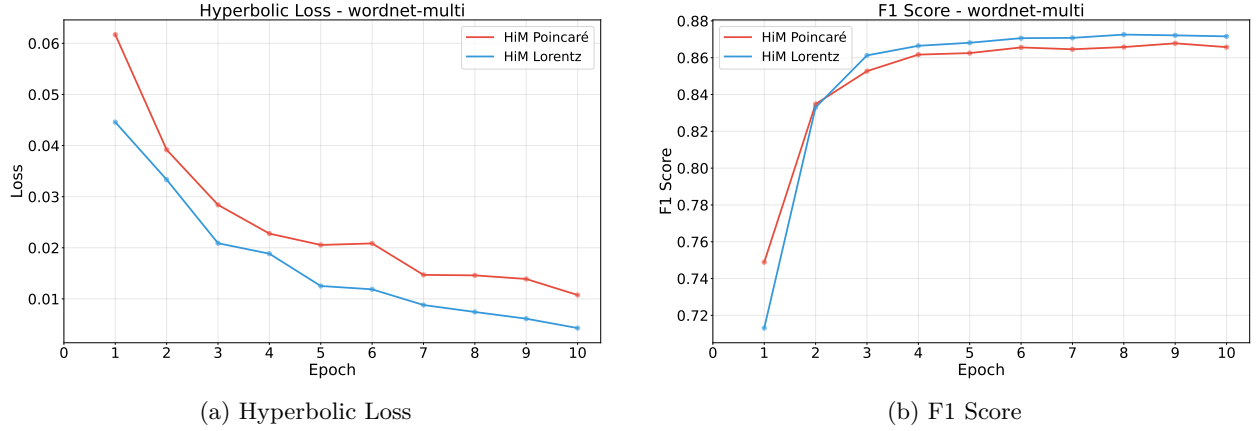 Hyperbolic Loss - wordnet-multi
HiM Poincaré
HiM Lorentz
Loss
0.06
0.05
0.04
0.03
0.02
0.01
0 1 2 3 4 5 6 7 8 9 10
Epoch
(a) Hyperbolic Loss
F1 Score - wordnet-multi
HiM Poincaré
HiM Lorentz
F1 Score
0.88
0.86
0.84
0.82
0.80
0.78
0.76
0.74
0.72
0 1 2 3 4 5 6 7 8 9 10
Epoch
(b) F1 Score